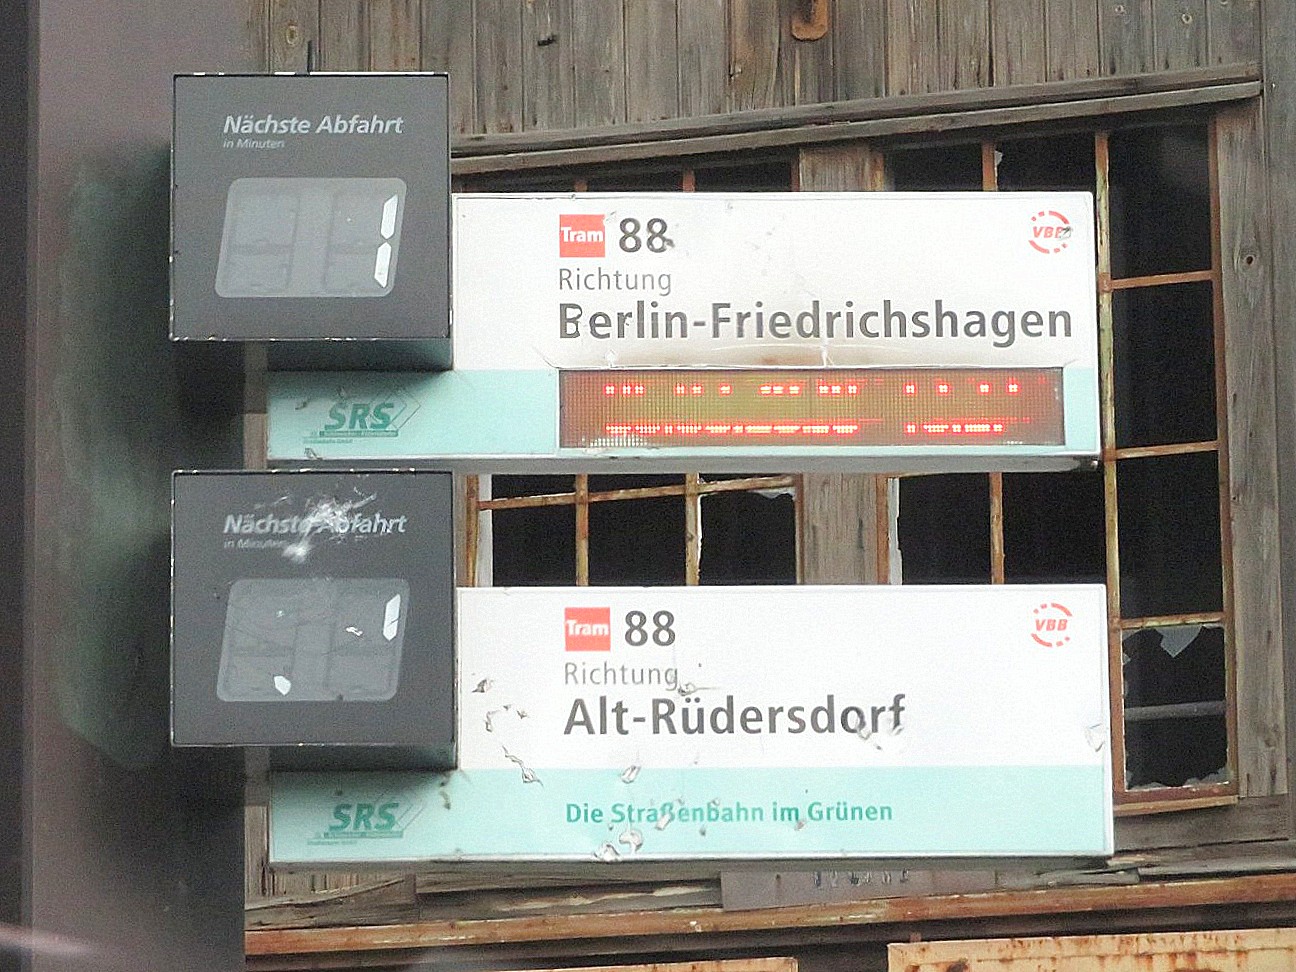 Nächste Abfahrt
in Minuten
Tram 88
VBB
Richtung
Berlin-Friedrichshagen
SRS
Nächste Abfahrt
in Minuten
Tram 88
VBB
Richtung
Alt-Rüdersdorf
SRS
Die Straßenbahn im Grünen